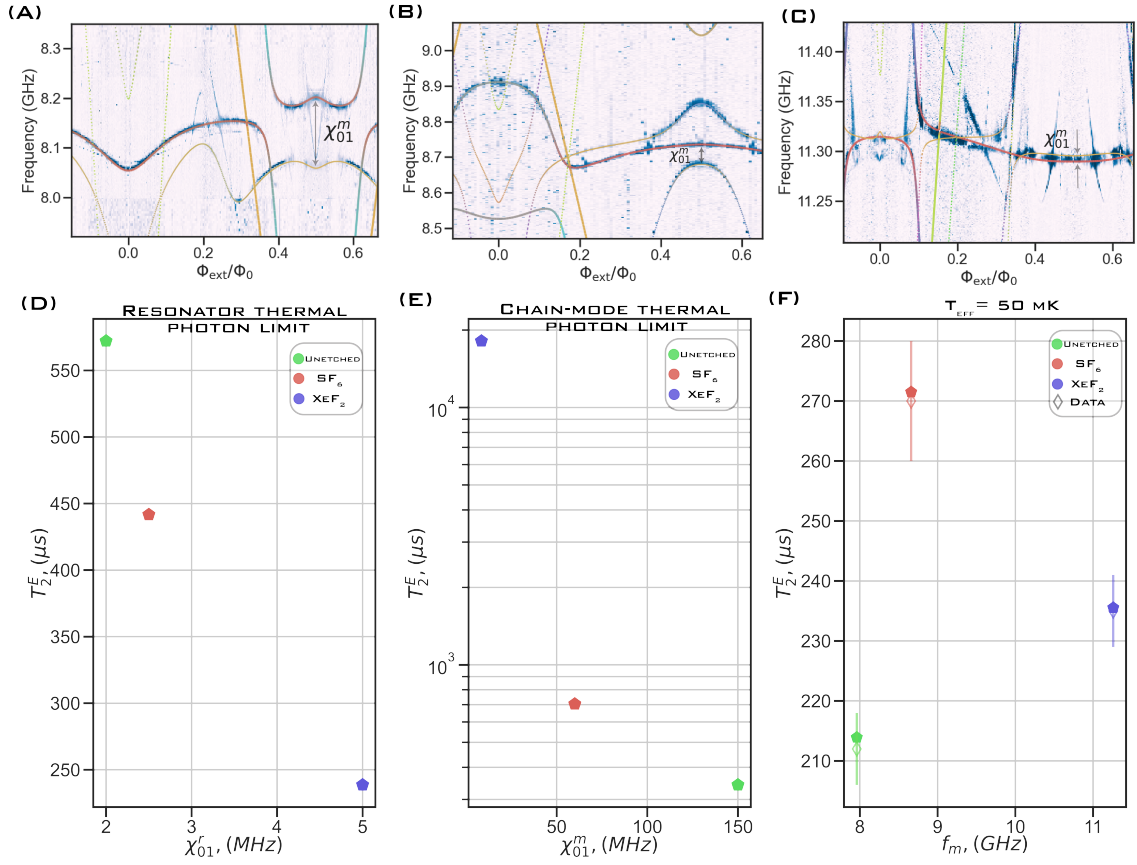 (A)
8.3
8.2
8.1
8.0
Frequency (GHz)
χ^m_01
0.0 0.2 0.4 0.6
Φext/Φ0
(B)
9.0
8.9
8.8
8.7
8.6
8.5
Frequency (GHz)
χ^m_01
0.0 0.2 0.4 0.6
Φext/Φ0
(C)
11.40
11.35
11.30
11.25
Frequency (GHz)
χ^m_01
0.0 0.2 0.4 0.6
Φext/Φ0
(D)
Resonator thermal
photon limit
Unetched
SF6
XeF2
550
500
450
400
350
300
250
T^E_2, (μs)
2 3 4 5
χ^r_01, (MHz)
(E)
Chain-mode thermal
photon limit
Unetched
SF6
XeF2
10^4
10^3
T^E_2, (μs)
50 100 150
χ^m_01, (MHz)
(F)
Teff = 50 mK
Unetched
SF6
XeF2
Data
280
270
260
250
240
230
220
210
T^E_2, (μs)
8 9 10 11
f_m, (GHz)